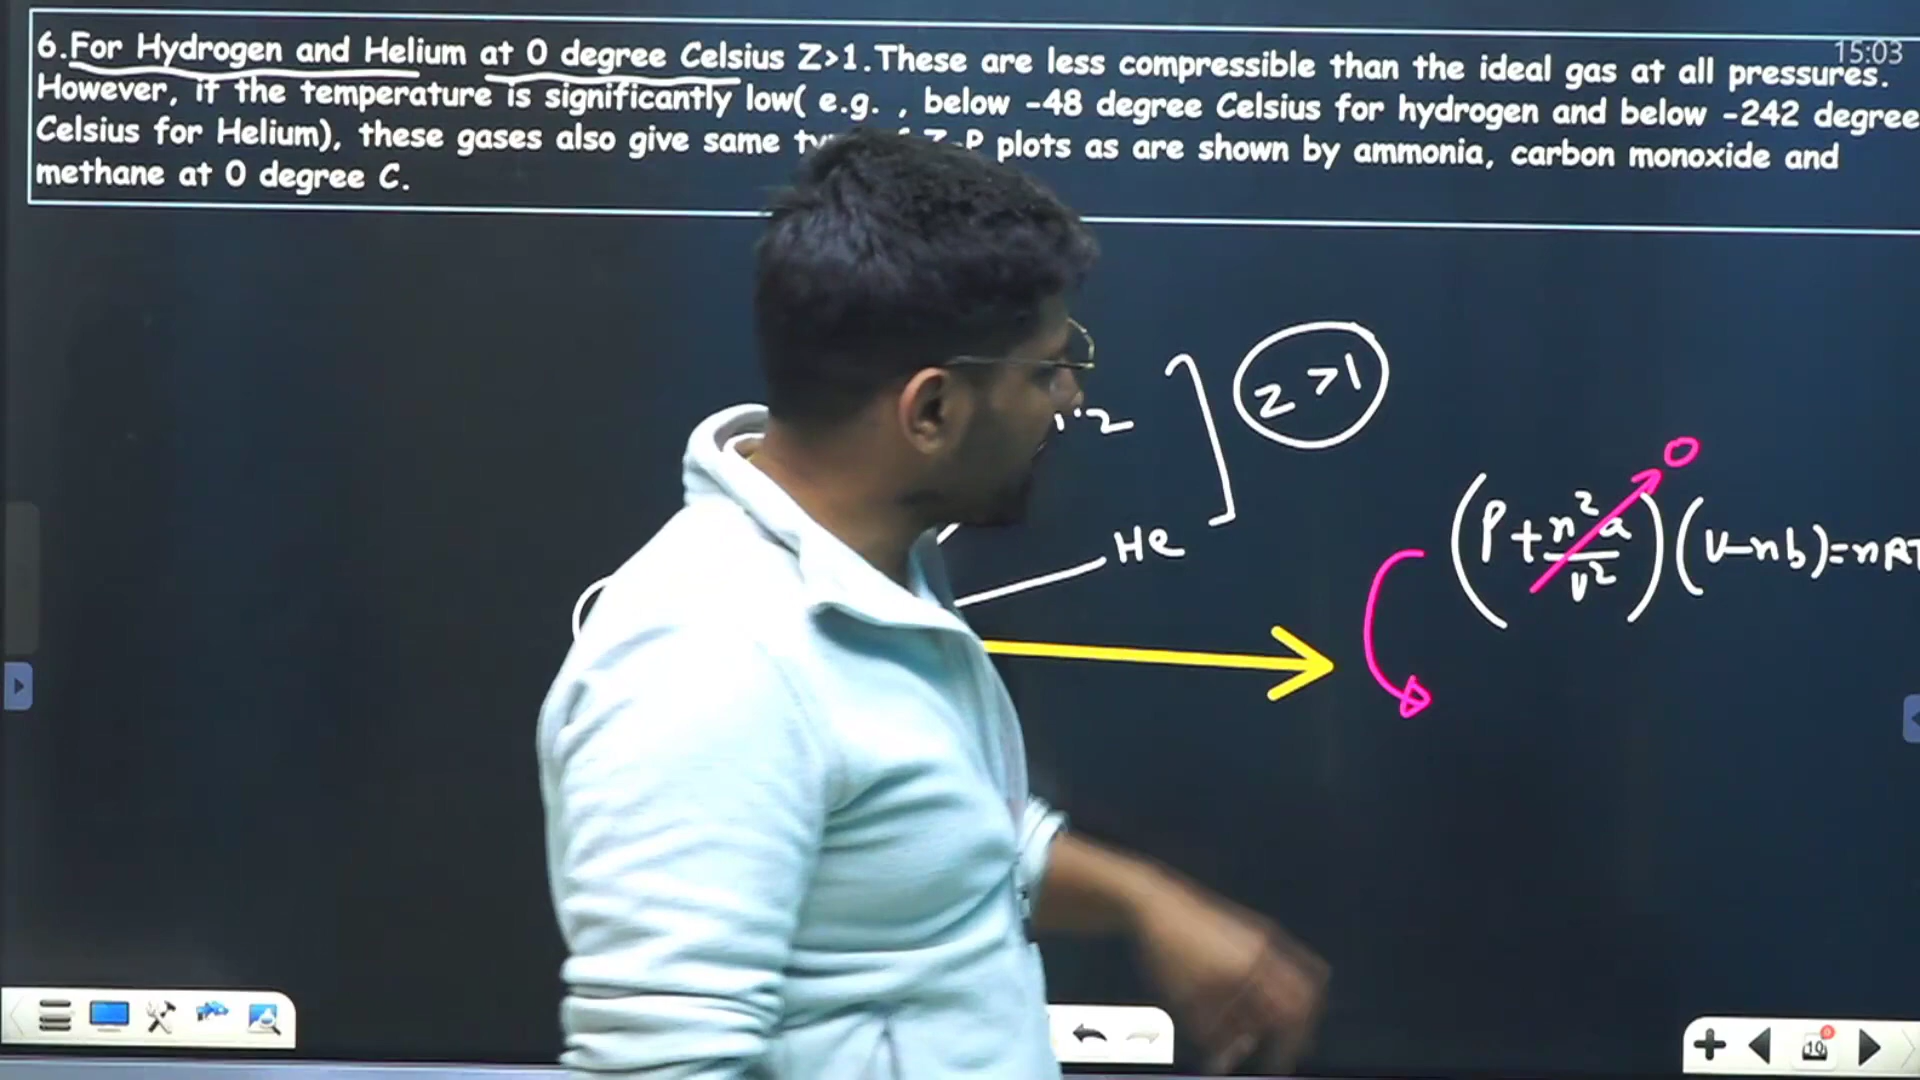 15:03
6.For Hydrogen and Helium at 0 degree Celsius Z>1.These are less compressible than the ideal gas at all pressures.
However, if the temperature is significantly low( e.g. , below -48 degree Celsius for hydrogen and below -242 degree
Celsius for Helium), these gases also give same Z-P plots as are shown by ammonia, carbon monoxide and
methane at 0 degree C.
z >1
0
(P+n²a/v²)(v-nb)=nRT
He
10